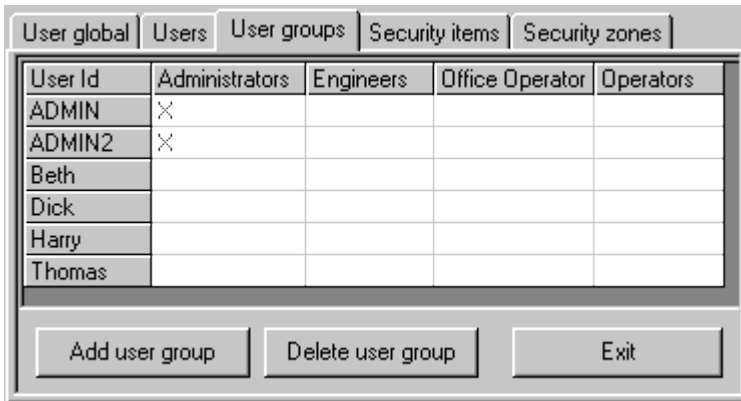 User global Users User groups Security items Security zones
User Id Administrators Engineers Office Operator Operators
ADMIN X
ADMIN2 X
Beth
Dick
Harry
Thomas
Add user group Delete user group Exit